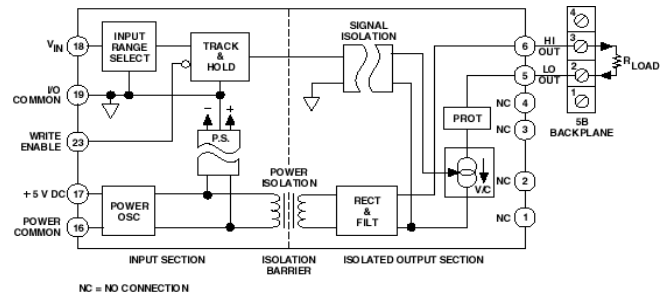 SIGNAL
ISOLATION
V IN
18
INPUT
RANGE
SELECT
TRACK
&
HOLD
6
HI
OUT
4
3
2
1
R LOAD
5
LO
OUT
I/O
COMMON
19
NC
4
NC
3
PROT
5B
BACKPLANE
WRITE
ENABLE
23
–
+
P.S.
V/C
NC
2
+5 V DC
17
POWER
OSC
POWER
ISOLATION
RECT
&
FILT
POWER
COMMON
16
NC
1
INPUT SECTION
ISOLATION
BARRIER
ISOLATED OUTPUT SECTION
NC = NO CONNECTION